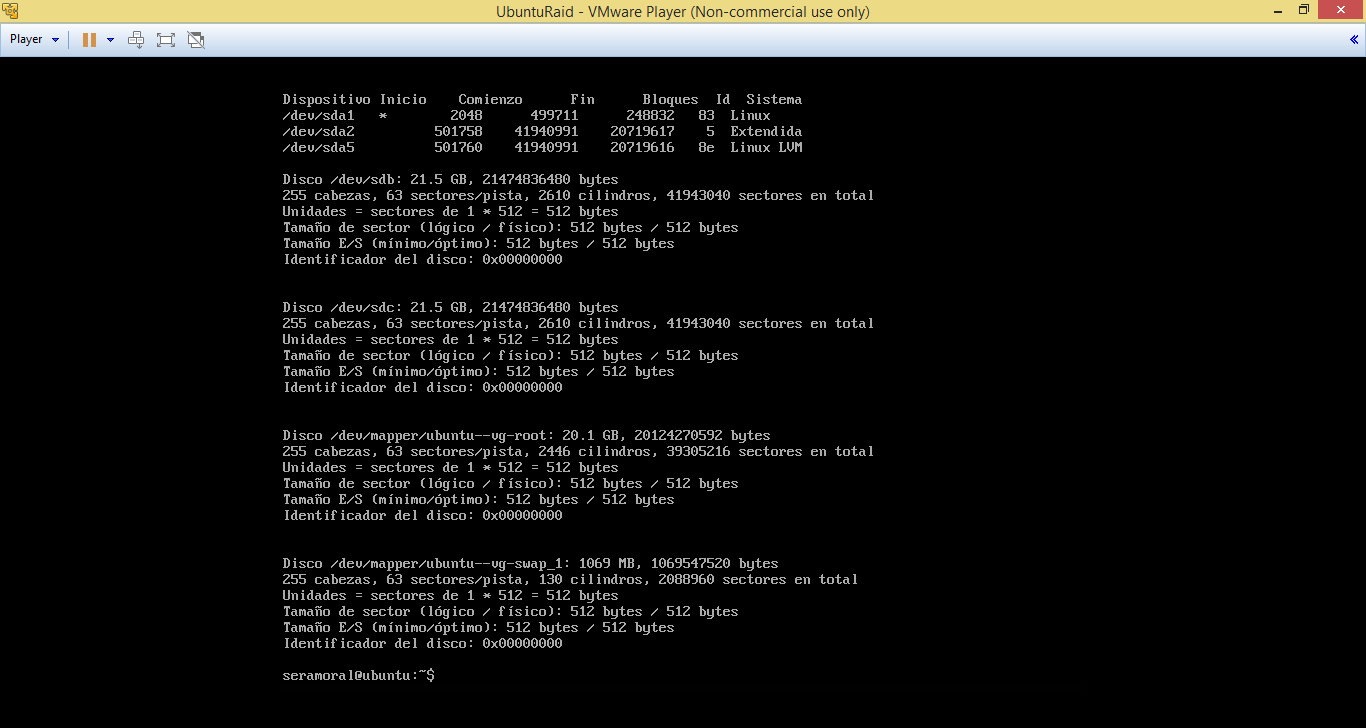 UbuntuRaid - VMware Player (Non-commercial use only)
Player
Dispositivo Inicio    Comienzo      Fin      Bloques  Id  Sistema
/dev/sda1   *        2048      499711      248832   83  Linux
/dev/sda2          501758    41940991    20719617    5  Extendida
/dev/sda5          501760    41940991    20719616   8e  Linux LVM
Disco /dev/sdb: 21.5 GB, 21474836480 bytes
255 cabezas, 63 sectores/pista, 2610 cilindros, 41943040 sectores en total
Unidades = sectores de 1 * 512 = 512 bytes
Tamaño de sector (lógico / físico): 512 bytes / 512 bytes
Tamaño E/S (mínimo/óptimo): 512 bytes / 512 bytes
Identificador del disco: 0x00000000
Disco /dev/sdc: 21.5 GB, 21474836480 bytes
255 cabezas, 63 sectores/pista, 2610 cilindros, 41943040 sectores en total
Unidades = sectores de 1 * 512 = 512 bytes
Tamaño de sector (lógico / físico): 512 bytes / 512 bytes
Tamaño E/S (mínimo/óptimo): 512 bytes / 512 bytes
Identificador del disco: 0x00000000
Disco /dev/mapper/ubuntu--vg-root: 20.1 GB, 20124270592 bytes
255 cabezas, 63 sectores/pista, 2446 cilindros, 39305216 sectores en total
Unidades = sectores de 1 * 512 = 512 bytes
Tamaño de sector (lógico / físico): 512 bytes / 512 bytes
Tamaño E/S (mínimo/óptimo): 512 bytes / 512 bytes
Identificador del disco: 0x00000000
Disco /dev/mapper/ubuntu--vg-swap_1: 1069 MB, 1069547520 bytes
255 cabezas, 63 sectores/pista, 130 cilindros, 2088960 sectores en total
Unidades = sectores de 1 * 512 = 512 bytes
Tamaño de sector (lógico / físico): 512 bytes / 512 bytes
Tamaño E/S (mínimo/óptimo): 512 bytes / 512 bytes
Identificador del disco: 0x00000000
seramoral@ubuntu:~$